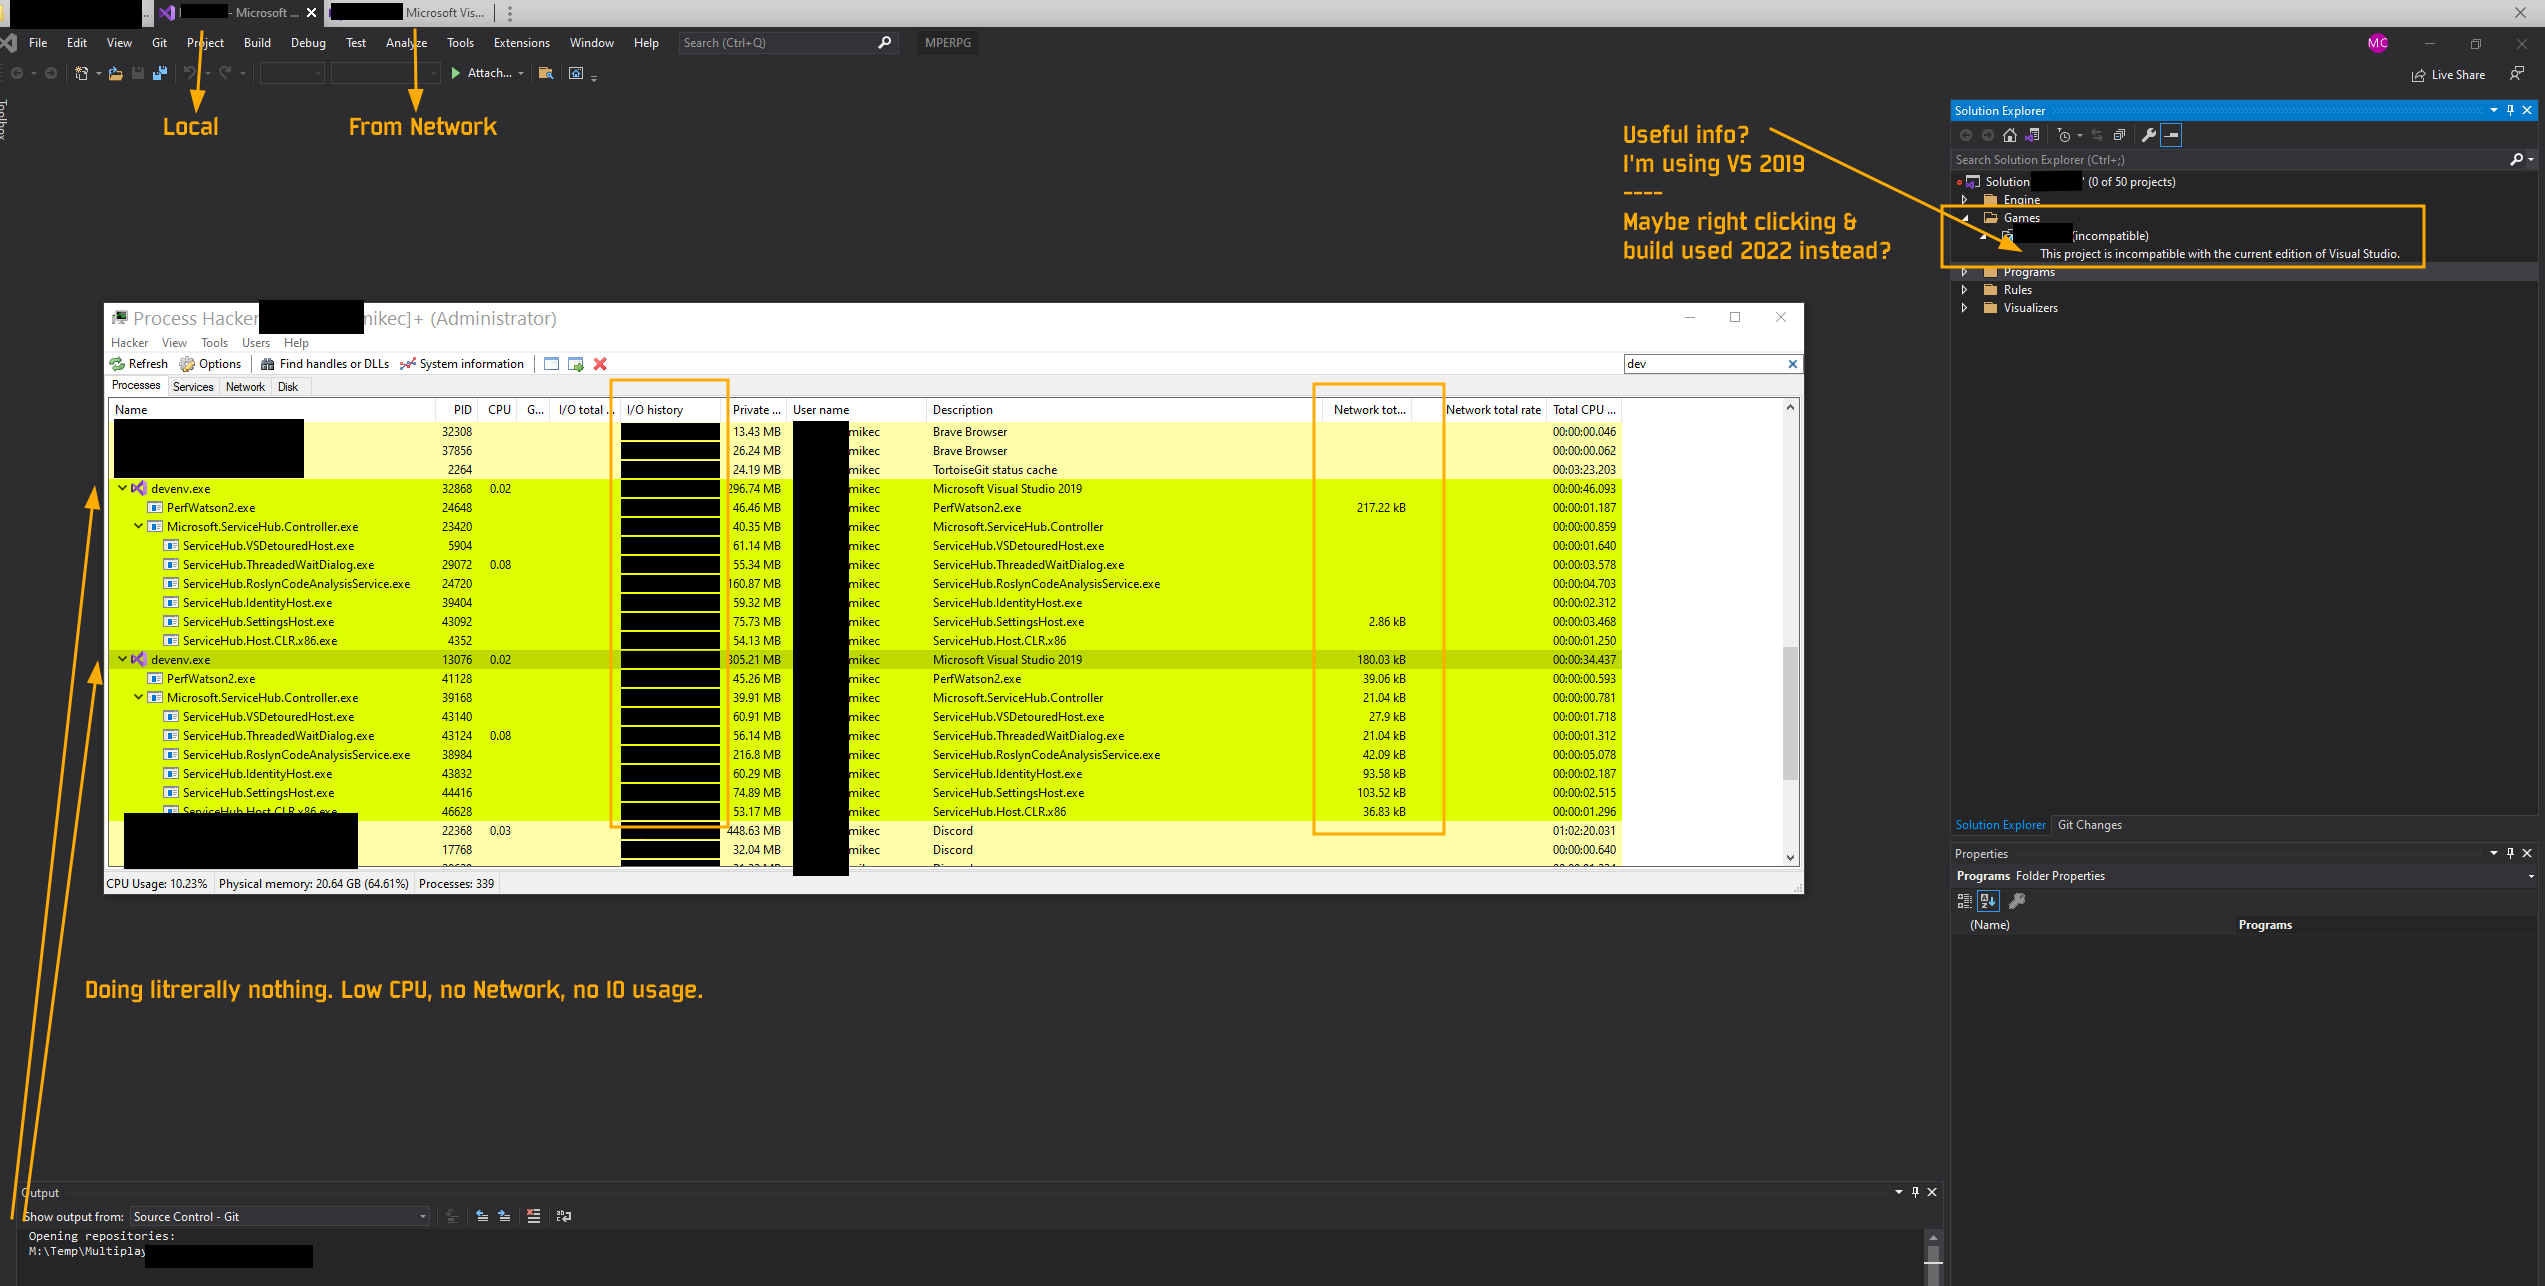 - Microsoft ...
Microsoft Vis...
File Edit View Git Project Build Debug Test Analyze Tools Extensions Window Help Search (Ctrl+Q) MPERPG MC
Attach... Live Share
Toolbox
Local
From Network
Useful info?
I'm using VS 2019
----
Maybe right clicking &
build used 2022 instead?
Solution Explorer
Search Solution Explorer (Ctrl+;)
Solution ' (0 of 50 projects)
Engine
Games
(incompatible)
This project is incompatible with the current edition of Visual Studio.
Programs
Rules
Visualizers
Process Hacker mikec]+ (Administrator)
Hacker View Tools Users Help
Refresh Options Find handles or DLLs System information dev
Processes Services Network Disk
Name PID CPU G... I/O total ... I/O history Private ... User name Description Network tot... Network total rate Total CPU ...
32308 13.43 MB mikec Brave Browser 00:00:00.046
37856 26.24 MB mikec Brave Browser 00:00:00.062
2264 24.19 MB mikec TortoiseGit status cache 00:03:23.203
devenv.exe 32868 0.02 296.74 MB mikec Microsoft Visual Studio 2019 00:00:46.093
PerfWatson2.exe 24648 46.46 MB mikec PerfWatson2.exe 217.22 kB 00:00:01.187
Microsoft.ServiceHub.Controller.exe 23420 40.35 MB mikec Microsoft.ServiceHub.Controller 00:00:00.859
ServiceHub.VSDetouredHost.exe 5904 61.14 MB mikec ServiceHub.VSDetouredHost.exe 00:00:01.640
ServiceHub.ThreadedWaitDialog.exe 29072 0.08 55.34 MB mikec ServiceHub.ThreadedWaitDialog.exe 00:00:03.578
ServiceHub.RoslynCodeAnalysisService.exe 24720 160.87 MB mikec ServiceHub.RoslynCodeAnalysisService.exe 00:00:04.703
ServiceHub.IdentityHost.exe 39404 59.32 MB mikec ServiceHub.IdentityHost.exe 00:00:02.312
ServiceHub.SettingsHost.exe 43092 75.73 MB mikec ServiceHub.SettingsHost.exe 2.86 kB 00:00:03.468
ServiceHub.Host.CLR.x86.exe 4352 54.13 MB mikec ServiceHub.Host.CLR.x86 00:00:01.250
devenv.exe 13076 0.02 305.21 MB mikec Microsoft Visual Studio 2019 180.03 kB 00:00:34.437
PerfWatson2.exe 41128 45.26 MB mikec PerfWatson2.exe 39.06 kB 00:00:00.593
Microsoft.ServiceHub.Controller.exe 39168 39.91 MB mikec Microsoft.ServiceHub.Controller 21.04 kB 00:00:00.781
ServiceHub.VSDetouredHost.exe 43140 60.91 MB mikec ServiceHub.VSDetouredHost.exe 27.9 kB 00:00:01.718
ServiceHub.ThreadedWaitDialog.exe 43124 0.08 56.14 MB mikec ServiceHub.ThreadedWaitDialog.exe 21.04 kB 00:00:01.312
ServiceHub.RoslynCodeAnalysisService.exe 38984 216.8 MB mikec ServiceHub.RoslynCodeAnalysisService.exe 42.09 kB 00:00:05.078
ServiceHub.IdentityHost.exe 43832 60.29 MB mikec ServiceHub.IdentityHost.exe 93.58 kB 00:00:02.187
ServiceHub.SettingsHost.exe 44416 74.89 MB mikec ServiceHub.SettingsHost.exe 103.52 kB 00:00:02.515
ServiceHub.Host.CLR.x86.exe 46628 53.17 MB mikec ServiceHub.Host.CLR.x86 36.83 kB 00:00:01.296
22368 0.03 448.63 MB mikec Discord 01:02:20.031
17768 32.04 MB mikec Discord 00:00:00.640
CPU Usage: 10.23% Physical memory: 20.64 GB (64.61%) Processes: 339
Solution Explorer Git Changes
Properties
Programs Folder Properties
(Name) Programs
Doing litrerally nothing. Low CPU, no Network, no IO usage.
Output
Show output from: Source Control - Git
Opening repositories:
M:\Temp\Multiplay